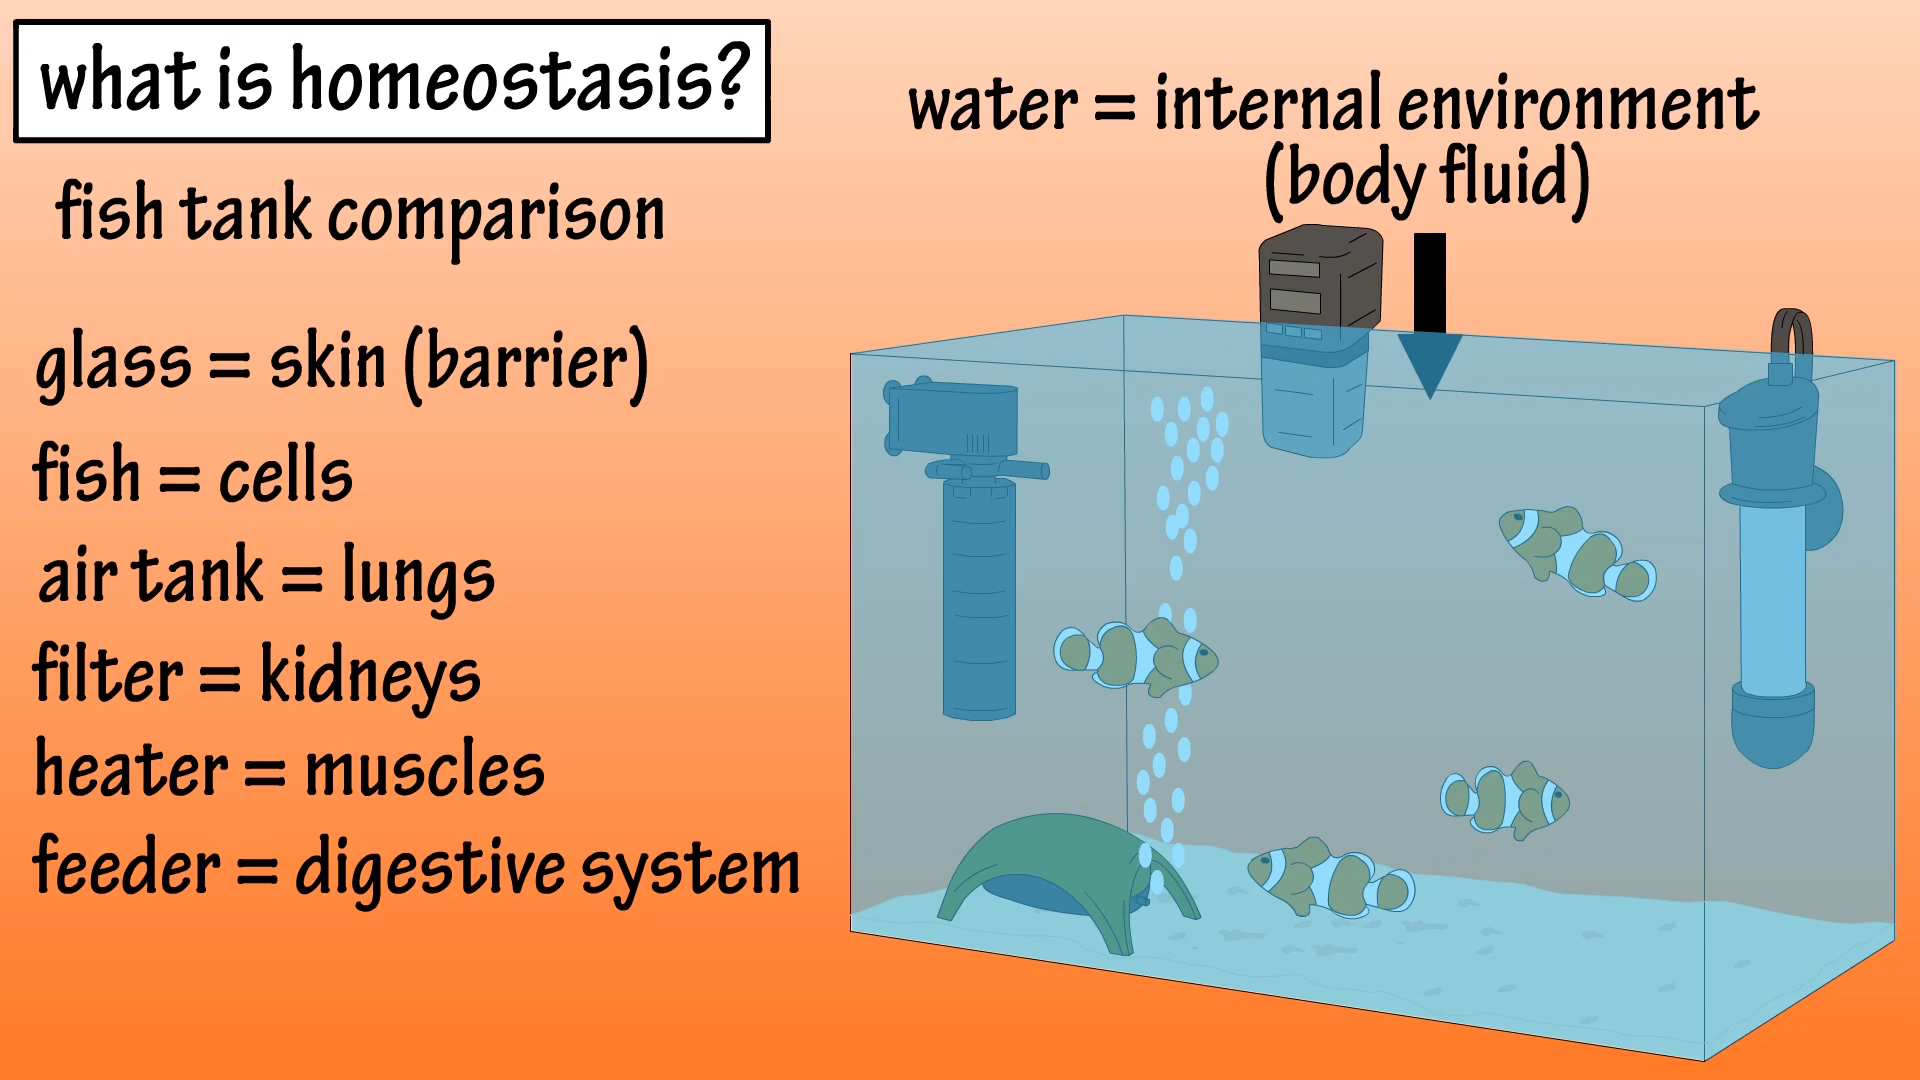 what is homeostasis?
fish tank comparison
glass = skin (barrier)
fish = cells
air tank = lungs
filter = kidneys
heater = muscles
feeder = digestive system
water = internal environment
(body fluid)